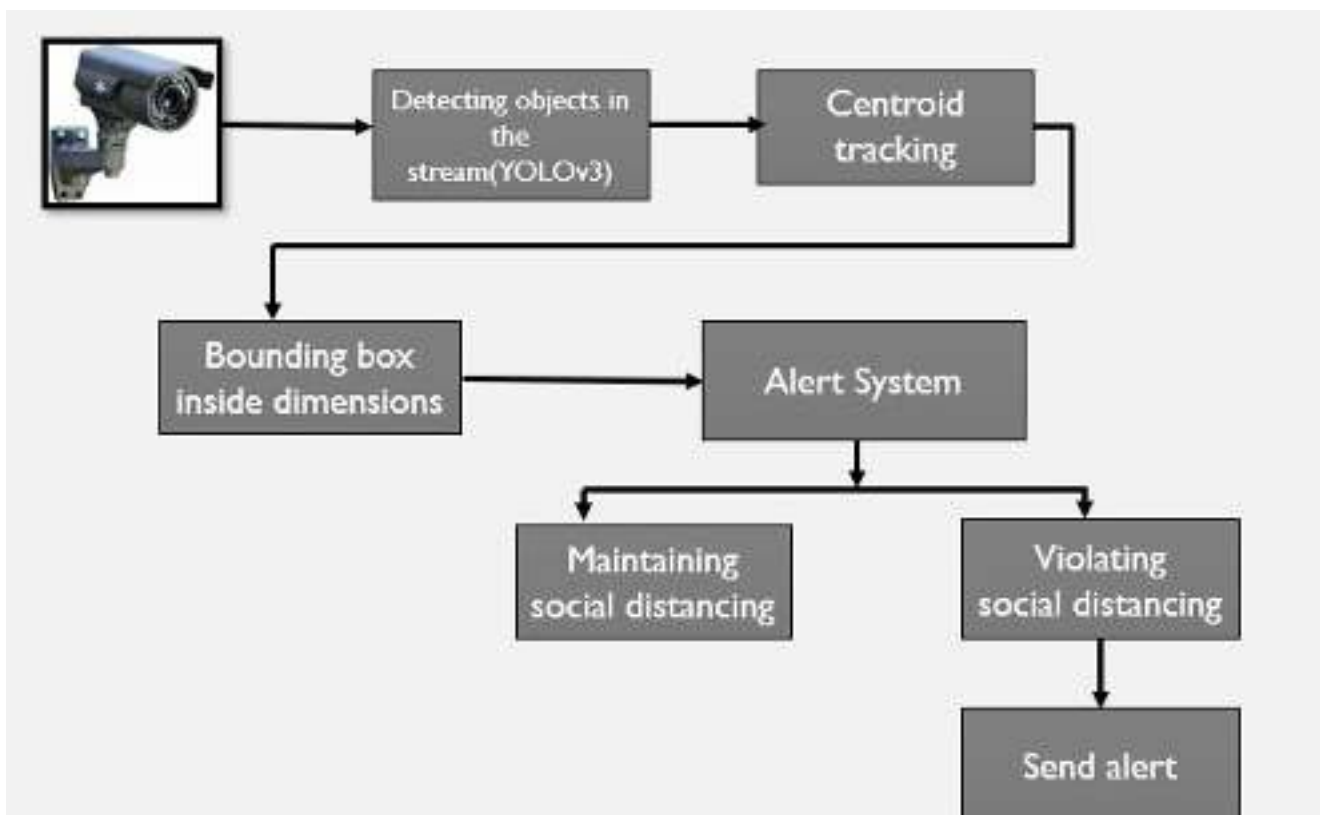 Detecting objects in
the
stream(YOLOv3)
Centroid
tracking
Bounding box
inside dimensions
Alert System
Maintaining
social distancing
Violating
social distancing
Send alert